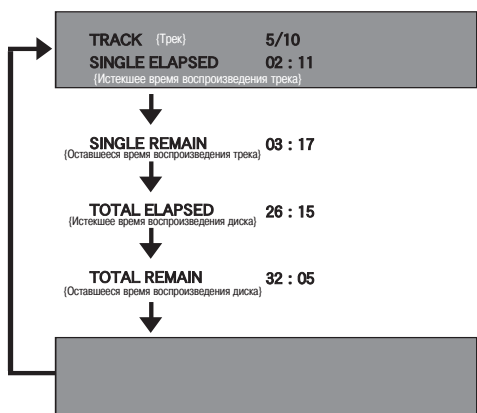 TRACK {Трек} 5/10
SINGLE ELAPSED 02 : 11
{Истекшее время воспроизведения трека}
SINGLE REMAIN 03 : 17
{Оставшееся время воспроизведения трека}
TOTAL ELAPSED 26 : 15
{Истекшее время воспроизведения диска}
TOTAL REMAIN 32 : 05
{Оставшееся время воспроизведения диска}